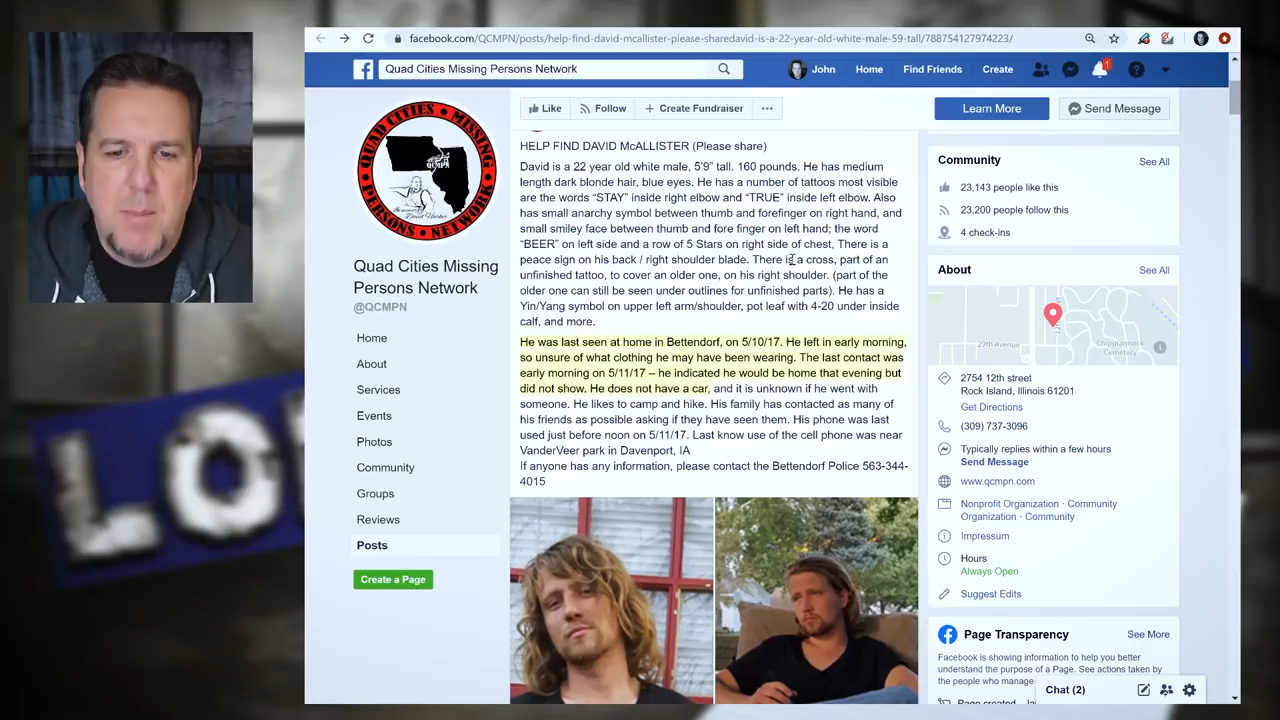 facebook.com/QCMPN/posts/help-find-david-mcallister-please-sharedavid-is-a-22-year-old-white-male-59-tall/788754127974223/
Quad Cities Missing Persons Network
John
Home
Find Friends
Create
1
Like
Follow
Create Fundraiser
Learn More
Send Message
QUAD CITIES MISSING
PERSONS NETWORK
QCMPN
Quad Cities Missing
Persons Network
@QCMPN
Home
About
Services
Events
Photos
Community
Groups
Reviews
Posts
Create a Page
HELP FIND DAVID McALLISTER (Please share)
David is a 22 year old white male, 5'9” tall. 160 pounds. He has medium
length dark blonde hair, blue eyes. He has a number of tattoos most visible
are the words “STAY” inside right elbow and “TRUE” inside left elbow. Also
has small anarchy symbol between thumb and forefinger on right hand, and
small smiley face between thumb and fore finger on left hand; the word
“BEER” on left side and a row of 5 Stars on right side of chest, There is a
peace sign on his back / right shoulder blade. There is a cross, part of an
unfinished tattoo, to cover an older one, on his right shoulder. (part of the
older one can still be seen under outlines for unfinished parts). He has a
Yin/Yang symbol on upper left arm/shoulder, pot leaf with 4-20 under inside
calf, and more.
He was last seen at home in Bettendorf, on 5/10/17. He left in early morning,
so unsure of what clothing he may have been wearing. The last contact was
early morning on 5/11/17 – he indicated he would be home that evening but
did not show. He does not have a car, and it is unknown if he went with
someone. He likes to camp and hike. His family has contacted as many of
his friends as possible asking if they have seen them. His phone was last
used just before noon on 5/11/17. Last know use of the cell phone was near
VanderVeer park in Davenport, IA
If anyone has any information, please contact the Bettendorf Police 563-344-
4015
Community
See All
23,143 people like this
23,200 people follow this
4 check-ins
About
See All
29th Avenue
Chippiannock
Cemetery
2754 12th street
Rock Island, Illinois 61201
Get Directions
(309) 737-3096
Typically replies within a few hours
Send Message
www.qcmpn.com
Nonprofit Organization · Community
Organization · Community
Impressum
Hours
Always Open
Suggest Edits
Page Transparency
See More
Facebook is showing information to help you better
understand the purpose of a Page. See actions taken by
the people who manage
Chat (2)